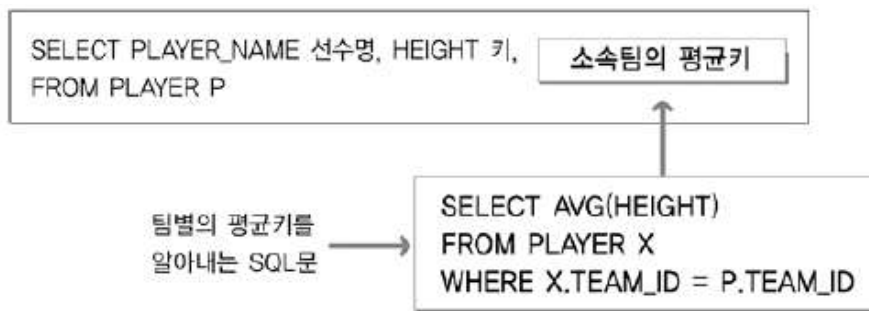 SELECT PLAYER_NAME 선수명, HEIGHT 키, 소속팀의 평균키
FROM PLAYER P
팀별의 평균키를
알아내는 SQL문
SELECT AVG(HEIGHT)
FROM PLAYER X
WHERE X.TEAM_ID = P.TEAM_ID